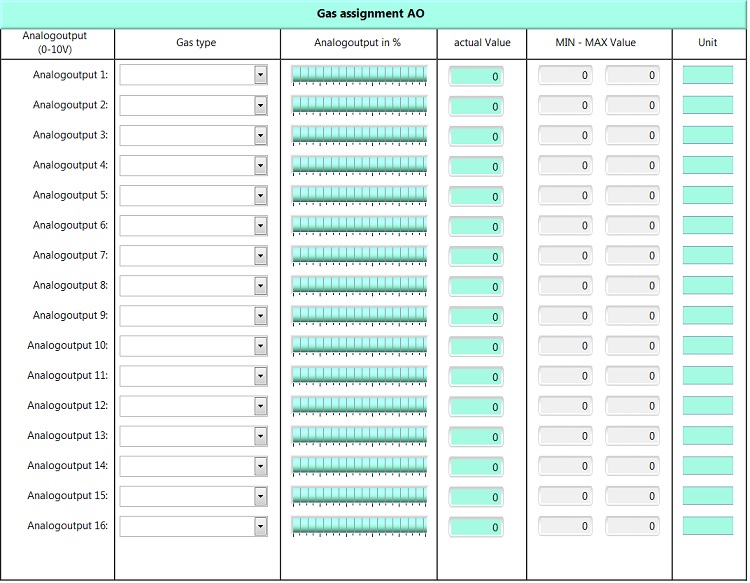 Gas assignment AO
Analogoutput
(0-10V)
Gas type
Analogoutput in %
actual Value
MIN - MAX Value
Unit
Analogoutput 1: 0 0 0
Analogoutput 2: 0 0 0
Analogoutput 3: 0 0 0
Analogoutput 4: 0 0 0
Analogoutput 5: 0 0 0
Analogoutput 6: 0 0 0
Analogoutput 7: 0 0 0
Analogoutput 8: 0 0 0
Analogoutput 9: 0 0 0
Analogoutput 10: 0 0 0
Analogoutput 11: 0 0 0
Analogoutput 12: 0 0 0
Analogoutput 13: 0 0 0
Analogoutput 14: 0 0 0
Analogoutput 15: 0 0 0
Analogoutput 16: 0 0 0